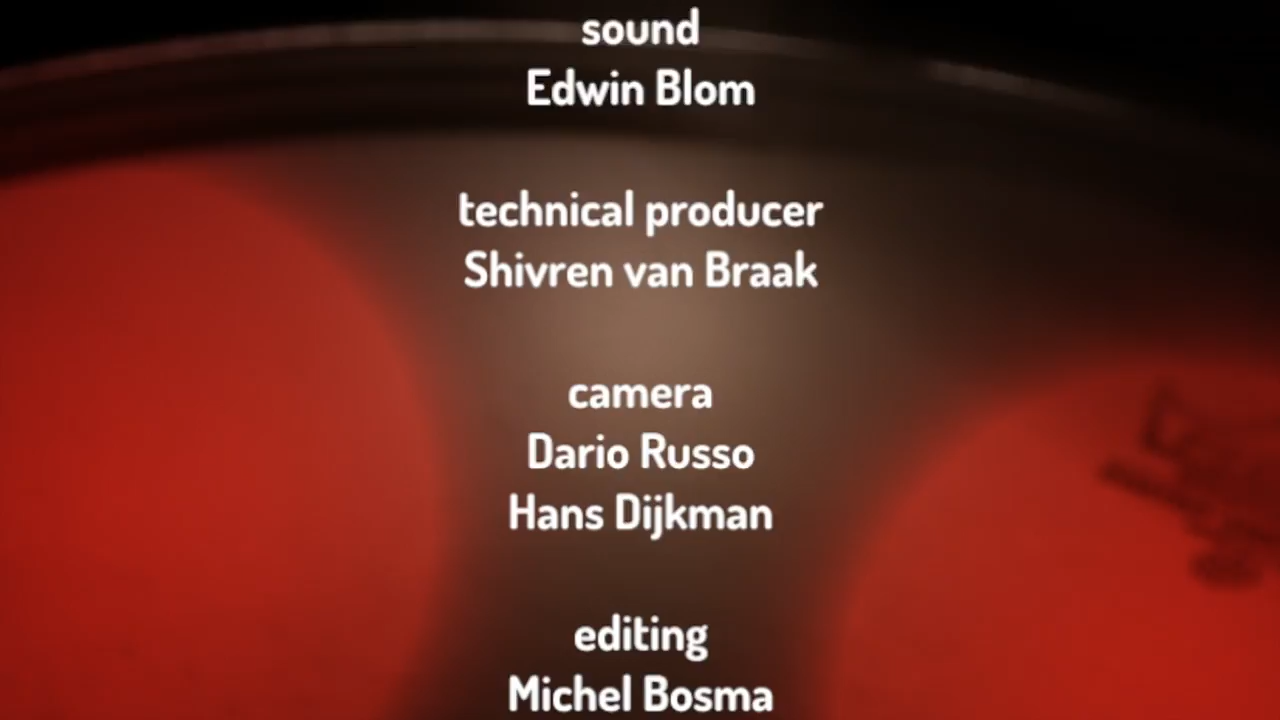 sound
Edwin Blom
technical producer
Shivren van Braak
camera
Dario Russo
Hans Dijkman
editing
Michel Bosma